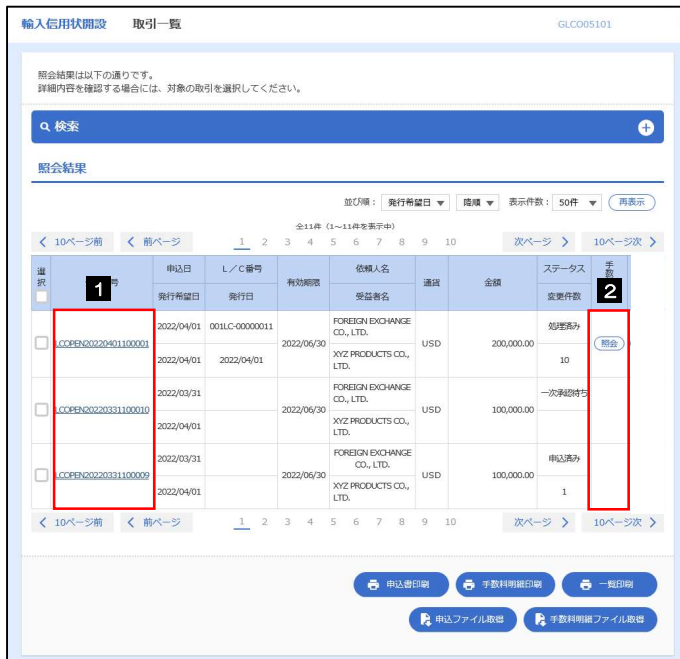 輸入信用状開設 取引一覧 GLCO05101
照会結果は以下の通りです。
詳細内容を確認する場合には、対象の取引を選択してください。
検索
照会結果
並び順： 発行希望日 降順 表示件数： 50件 再表示
全11件（1～11件を表示中）
10ページ前 前ページ 1 2 3 4 5 6 7 8 9 10 次ページ 10ページ次
選択 1 号 申込日 L／C番号 有効期限 依頼人名 通貨 金額 ステータス 手数 2
発行希望日 発行日 受益者名 変更件数
LCOPEN20220401100001 2022/04/01 001LC-00000011 2022/06/30 FOREIGN EXCHANGE CO., LTD. USD 200,000.00 処理済み 照会
2022/04/01 2022/04/01 XYZ PRODUCTS CO., LTD. 10
LCOPEN20220331100010 2022/03/31 2022/06/30 FOREIGN EXCHANGE CO., LTD. USD 100,000.00 一次承認待ち
2022/04/01 XYZ PRODUCTS CO., LTD.
LCOPEN20220331100009 2022/03/31 2022/06/30 FOREIGN EXCHANGE CO., LTD. USD 100,000.00 申込済み
2022/04/01 XYZ PRODUCTS CO., LTD. 1
10ページ前 前ページ 1 2 3 4 5 6 7 8 9 10 次ページ 10ページ次
申込書印刷 手数料明細印刷 一覧印刷
申込ファイル取得 手数料明細ファイル取得